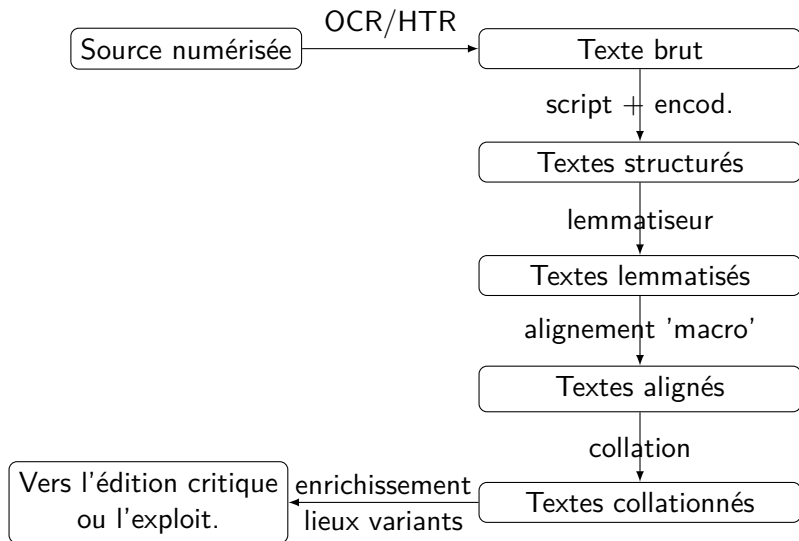 OCR/HTR
Source numérisée
Texte brut
script + encod.
Textes structurés
lemmatiseur
Textes lemmatisés
alignement 'macro'
Textes alignés
collation
Vers l'édition critique
ou l'exploit.
enrichissement
lieux variants
Textes collationnés